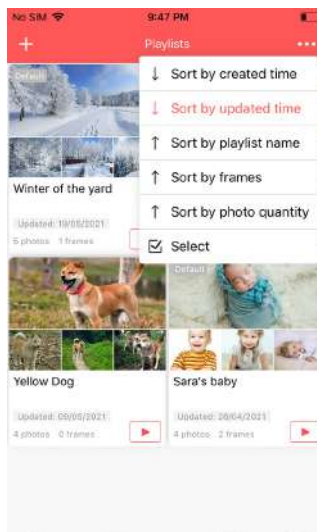 No SIM 9:47 PM
Playlists
Default
Sort by created time
Sort by updated time
Sort by playlist name
Sort by frames
Sort by photo quantity
Select
Winter of the yard
Updated: 19/05/2021
5 photos 1 frames
Default
Yellow Dog
Sara's baby
Updated: 09/05/2021
Updated: 26/04/2021
4 photos 0 frames
4 photos 2 frames